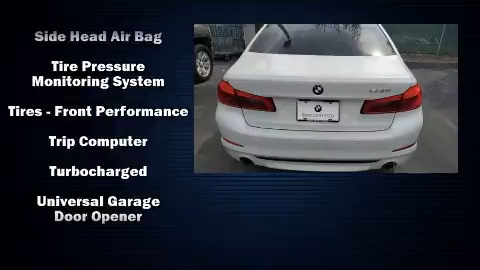 Side Head Air Bag
Tire Pressure
Monitoring System
Tires - Front Performance
Trip Computer
Turbocharged
Universal Garage
Door Opener